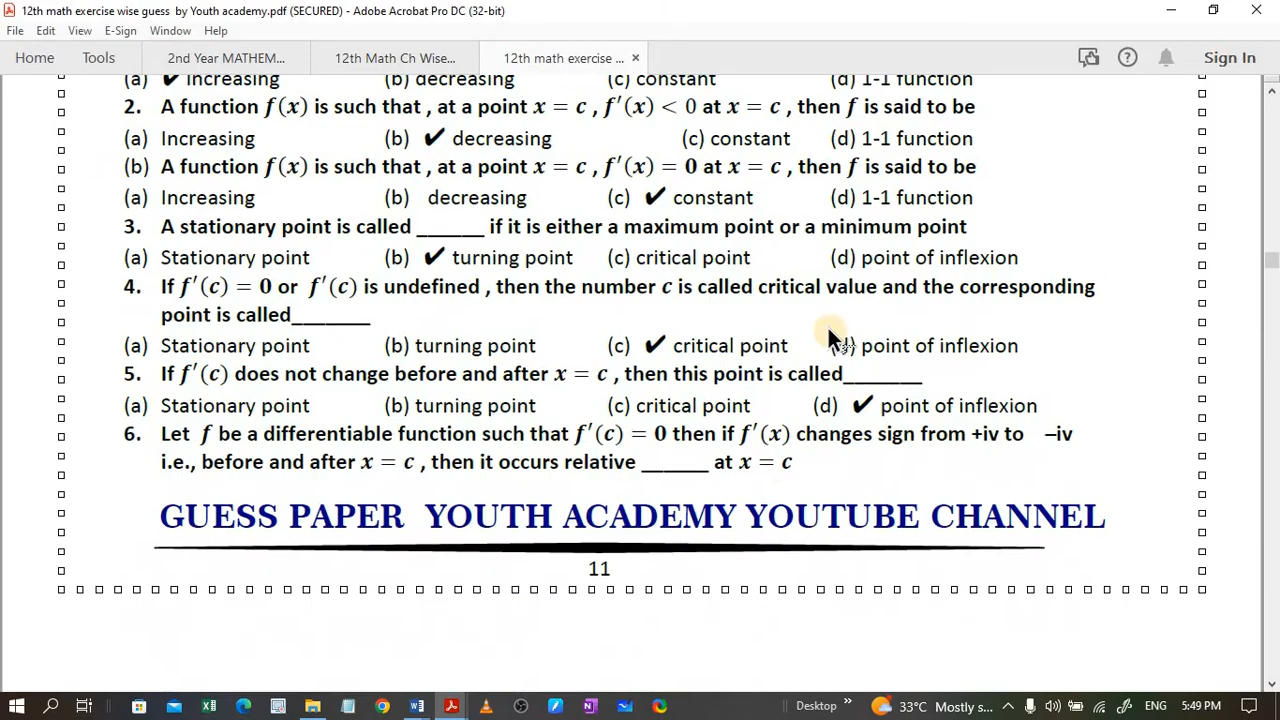 12th math exercise wise guess by Youth academy.pdf (SECURED) - Adobe Acrobat Pro DC (32-bit)
File Edit View E-Sign Window Help
Home Tools 2nd Year MATHEM... 12th Math Ch Wise... 12th math exercise ... × Sign In
(a) ✔ Increasing (b) decreasing (c) constant (d) 1-1 function
2. A function f(x) is such that , at a point x = c , f′(x) < 0 at x = c , then f is said to be
(a) Increasing (b) ✔ decreasing (c) constant (d) 1-1 function
(b) A function f(x) is such that , at a point x = c , f′(x) = 0 at x = c , then f is said to be
(a) Increasing (b) decreasing (c) ✔ constant (d) 1-1 function
3. A stationary point is called ______ if it is either a maximum point or a minimum point
(a) Stationary point (b) ✔ turning point (c) critical point (d) point of inflexion
4. If f′(c) = 0 or f′(c) is undefined , then the number c is called critical value and the corresponding
point is called_______
(a) Stationary point (b) turning point (c) ✔ critical point (d) point of inflexion
5. If f′(c) does not change before and after x = c , then this point is called_______
(a) Stationary point (b) turning point (c) critical point (d) ✔ point of inflexion
6. Let f be a differentiable function such that f′(c) = 0 then if f′(x) changes sign from +iv to –iv
i.e., before and after x = c , then it occurs relative ______ at x = c
GUESS PAPER YOUTH ACADEMY YOUTUBE CHANNEL
11
Desktop » 33°C Mostly s... ENG 5:49 PM